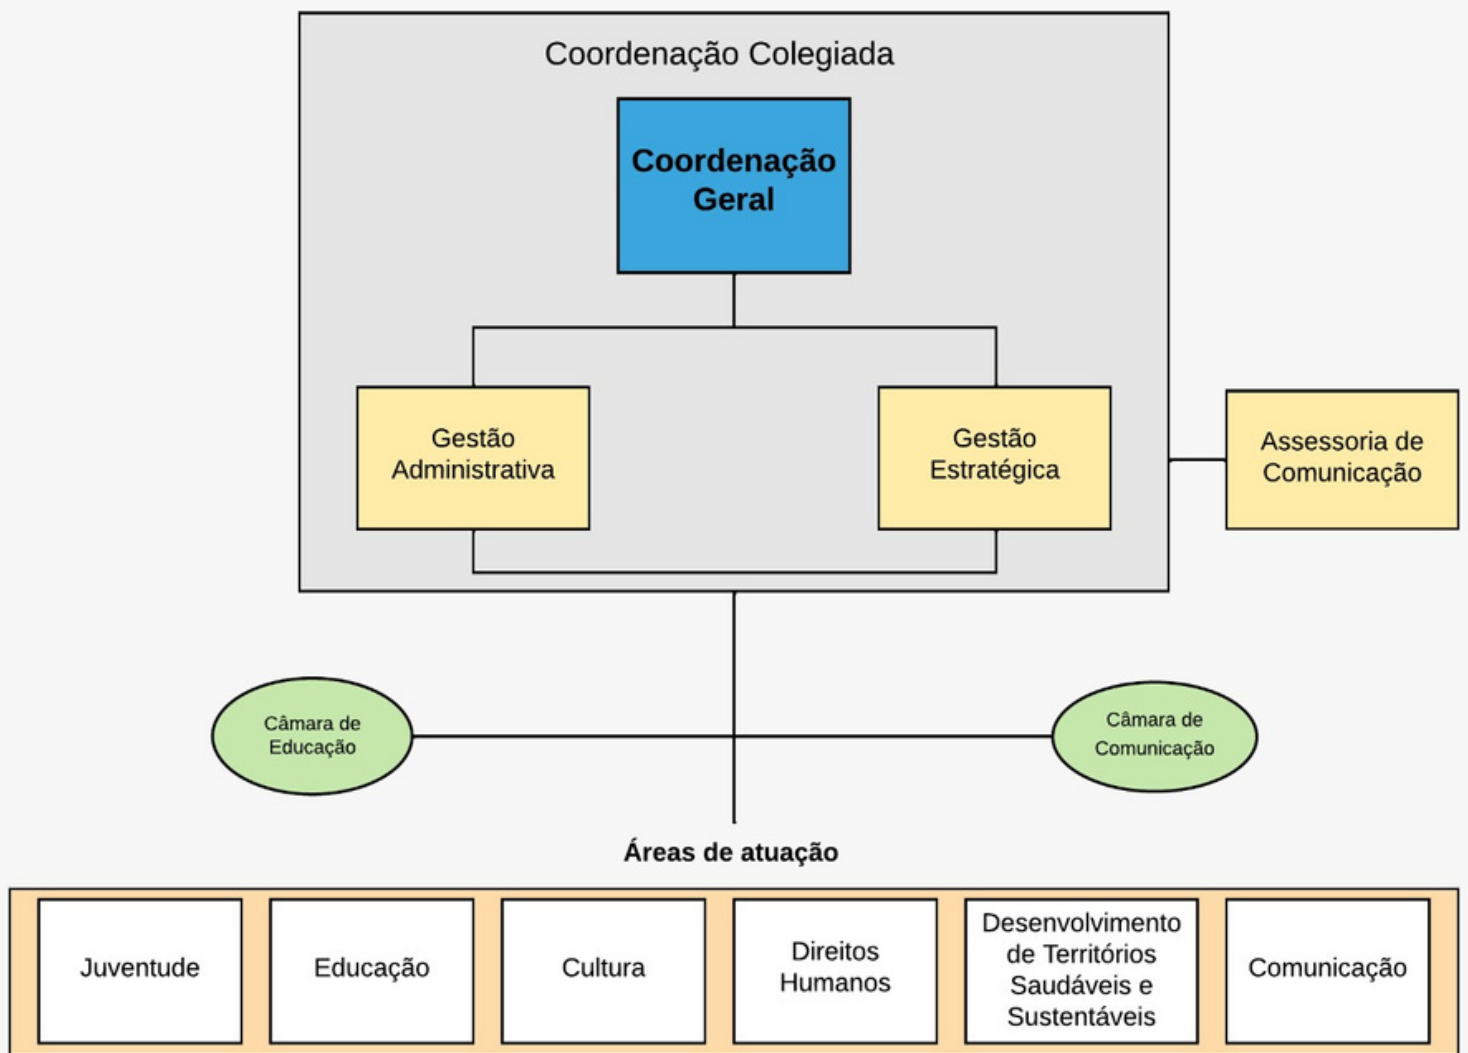 Coordenação Colegiada
Coordenação
Geral
Gestão
Administrativa
Gestão
Estratégica
Assessoria de
Comunicação
Câmara de
Educação
Câmara de
Comunicação
Áreas de atuação
Juventude
Educação
Cultura
Direitos
Humanos
Desenvolvimento
de Territórios
Saudáveis e
Sustentáveis
Comunicação